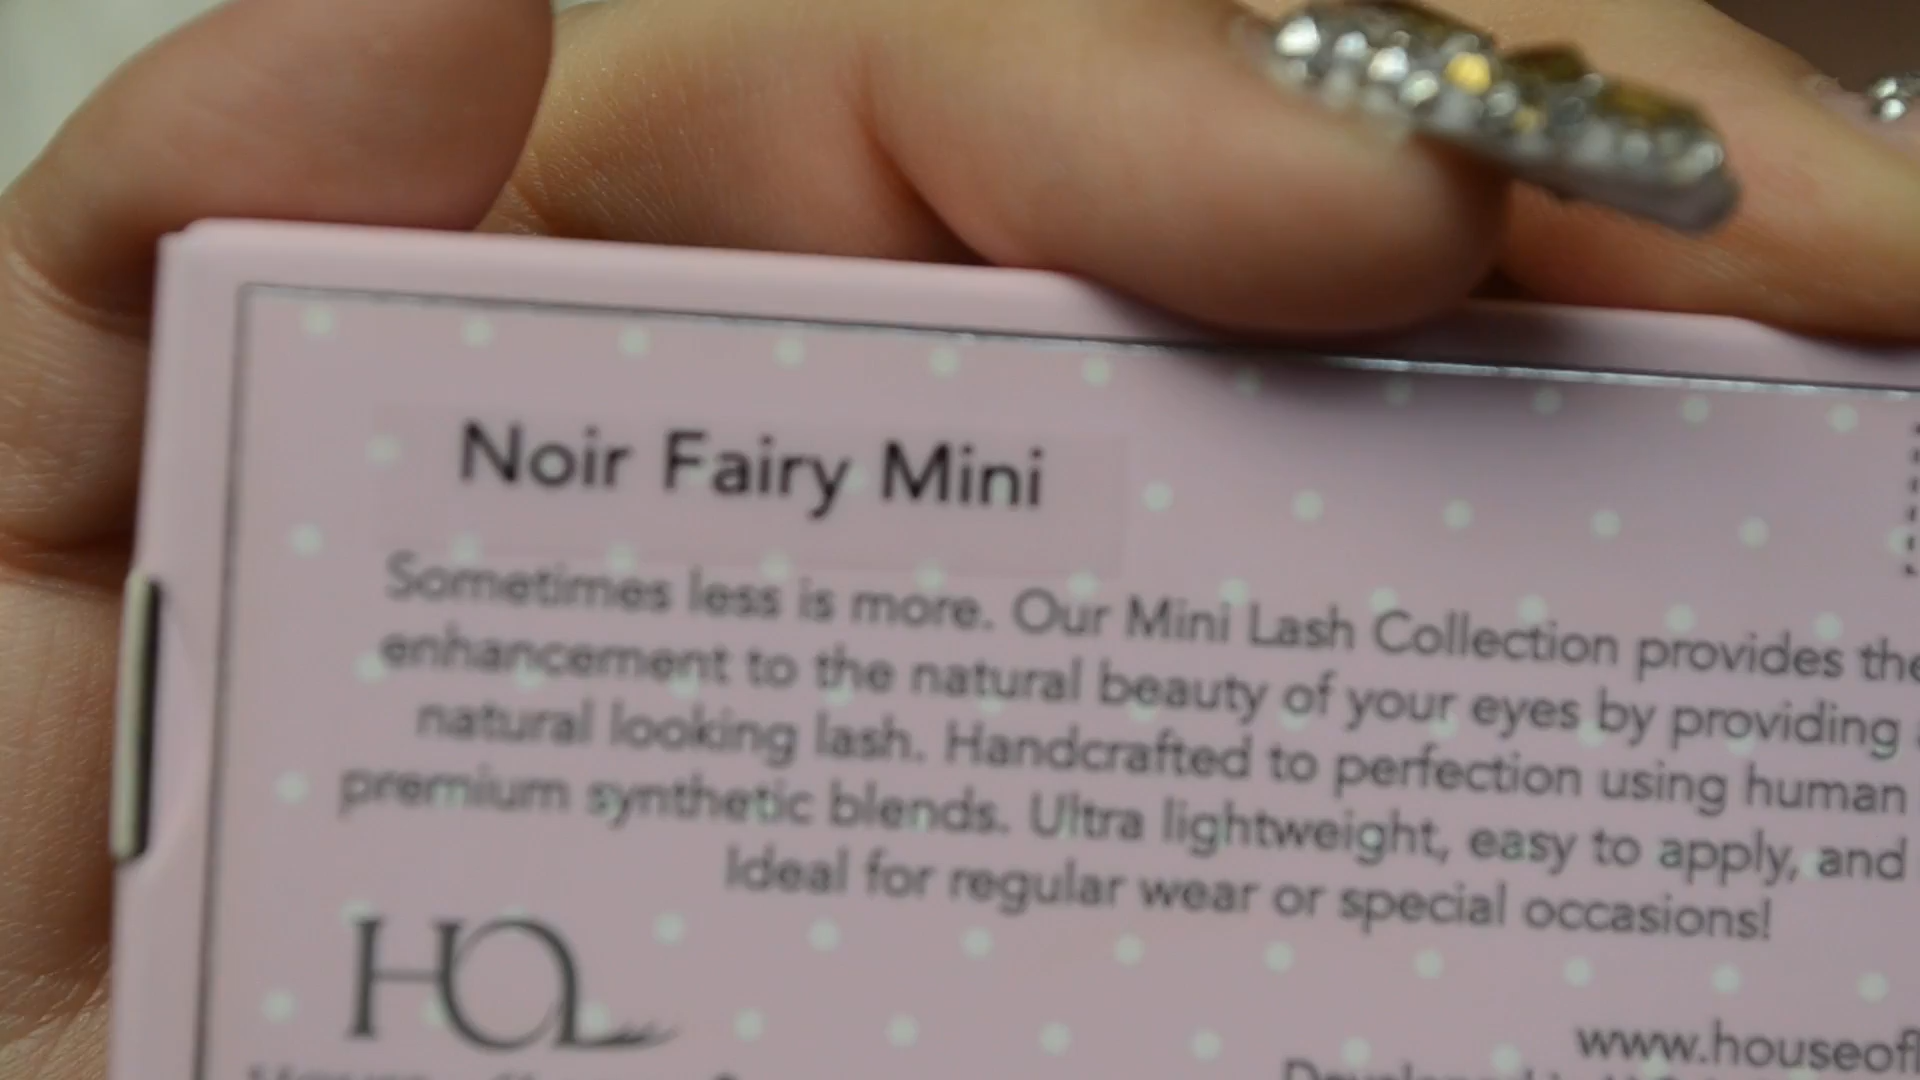 Noir Fairy Mini
Sometimes less is more. Our Mini Lash Collection provides the
enhancement to the natural beauty of your eyes by providing
natural looking lash. Handcrafted to perfection using human
premium synthetic blends. Ultra lightweight, easy to apply, and
Ideal for regular wear or special occasions!
HOL
www.houseofl